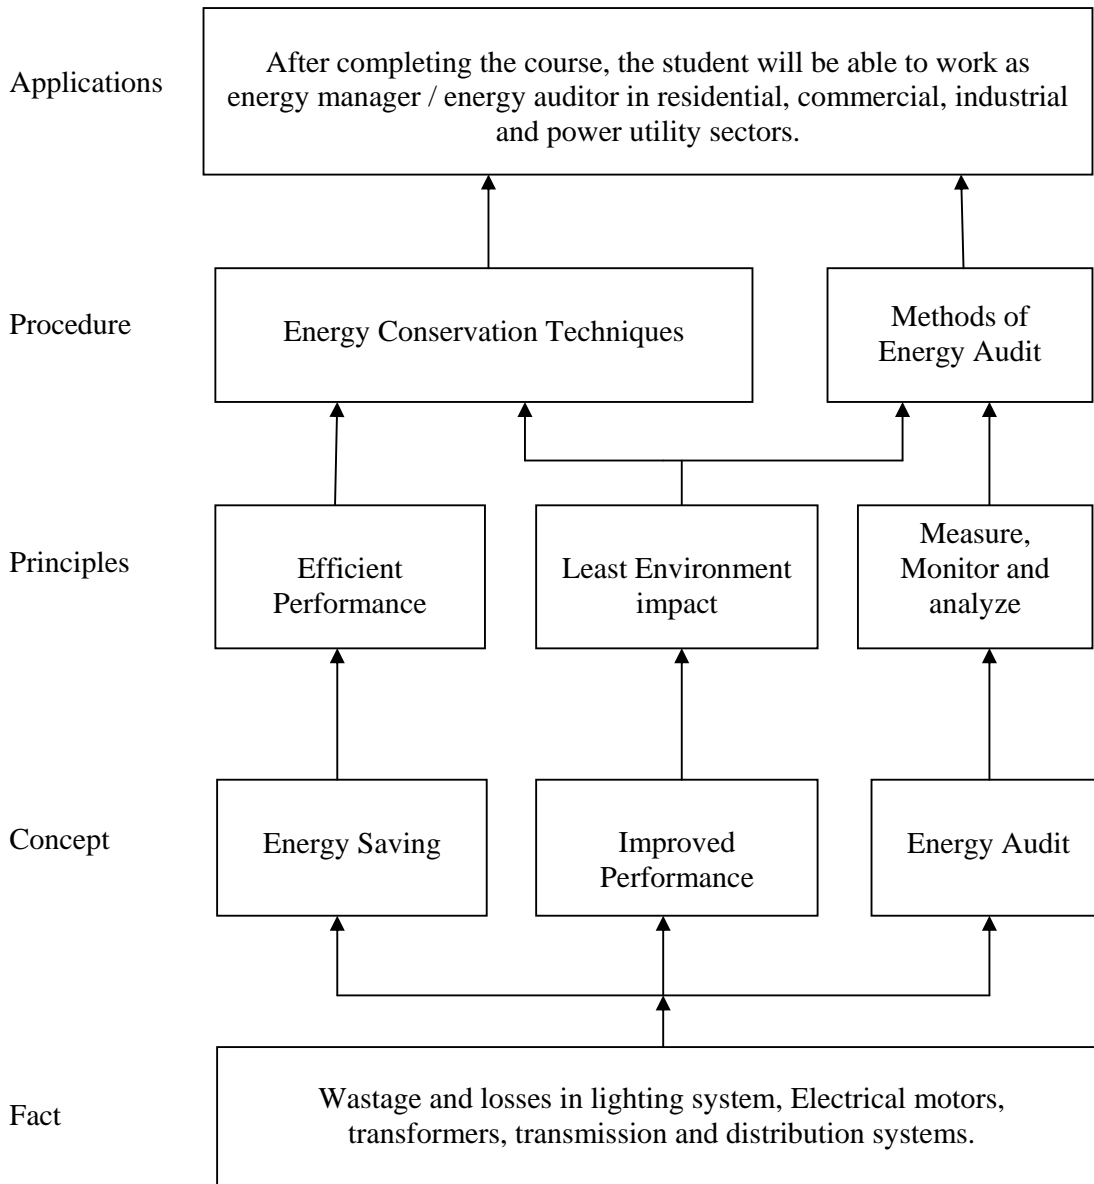 Applications
After completing the course, the student will be able to work as
energy manager / energy auditor in residential, commercial, industrial
and power utility sectors.
Procedure
Energy Conservation Techniques
Methods of
Energy Audit
Principles
Efficient
Performance
Least Environment
impact
Measure,
Monitor and
analyze
Concept
Energy Saving
Improved
Performance
Energy Audit
Fact
Wastage and losses in lighting system, Electrical motors,
transformers, transmission and distribution systems.